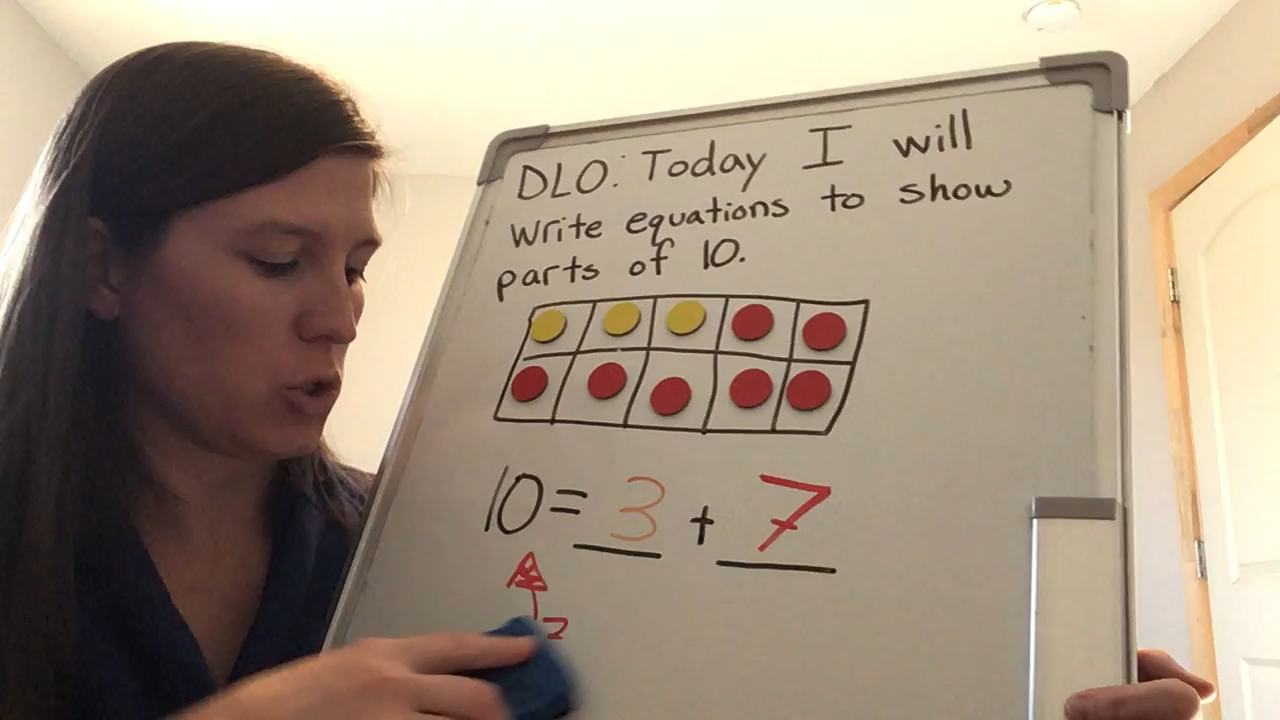 DLO: Today I will
write equations to show
parts of 10.
10 = 3 + 7